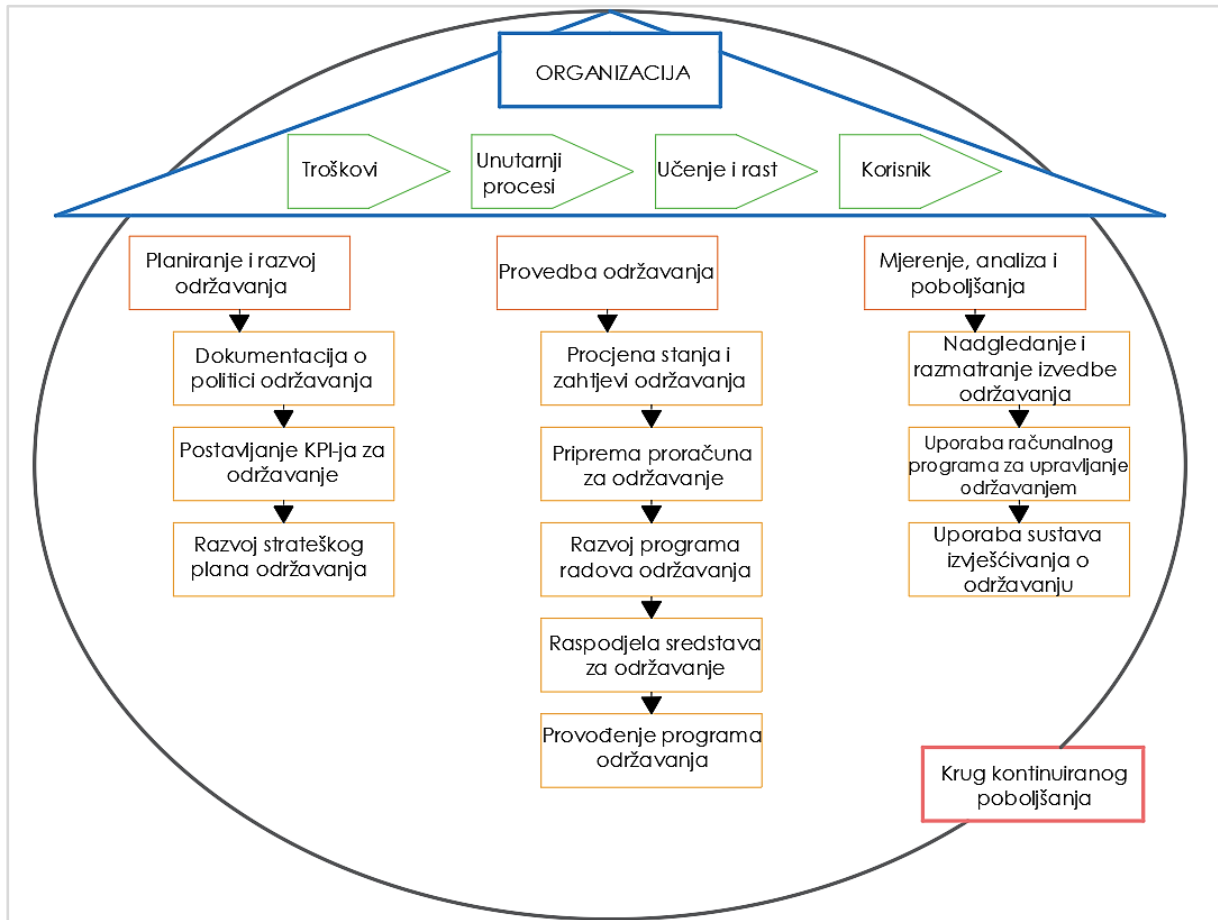 ORGANIZACIJA
Troškovi
Unutarnji
procesi
Učenje i rast
Korisnik
Planiranje i razvoj
održavanja
Dokumentacija o
politici održavanja
Postavljanje KPI-ja za
održavanje
Razvoj strateškog
plana održavanja
Provedba održavanja
Procjena stanja i
zahtjevi održavanja
Priprema proračuna
za održavanje
Razvoj programa
radova održavanja
Raspodjela sredstava
za održavanje
Provođenje programa
održavanja
Mjerenje, analiza i
poboljšanja
Nadgledanje i
razmatranje izvedbe
održavanja
Uporaba računalnog
programa za upravljanje
održavanjem
Uporaba sustava
izvješćivanja o
održavanju
Krug kontinuiranog
poboljšanja